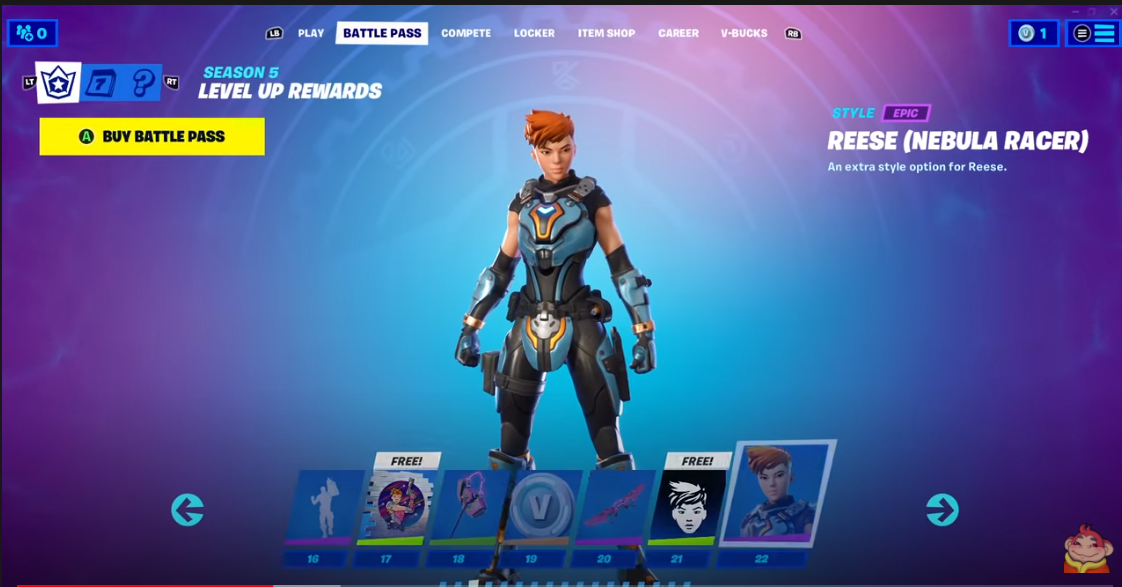 0
LB PLAY BATTLE PASS COMPETE LOCKER ITEM SHOP CAREER V-BUCKS RB
1
LT 7 ? RT
SEASON 5
LEVEL UP REWARDS
A BUY BATTLE PASS
STYLE EPIC
REESE (NEBULA RACER)
An extra style option for Reese.
FREE! FREE!
V
16 17 18 19 20 21 22